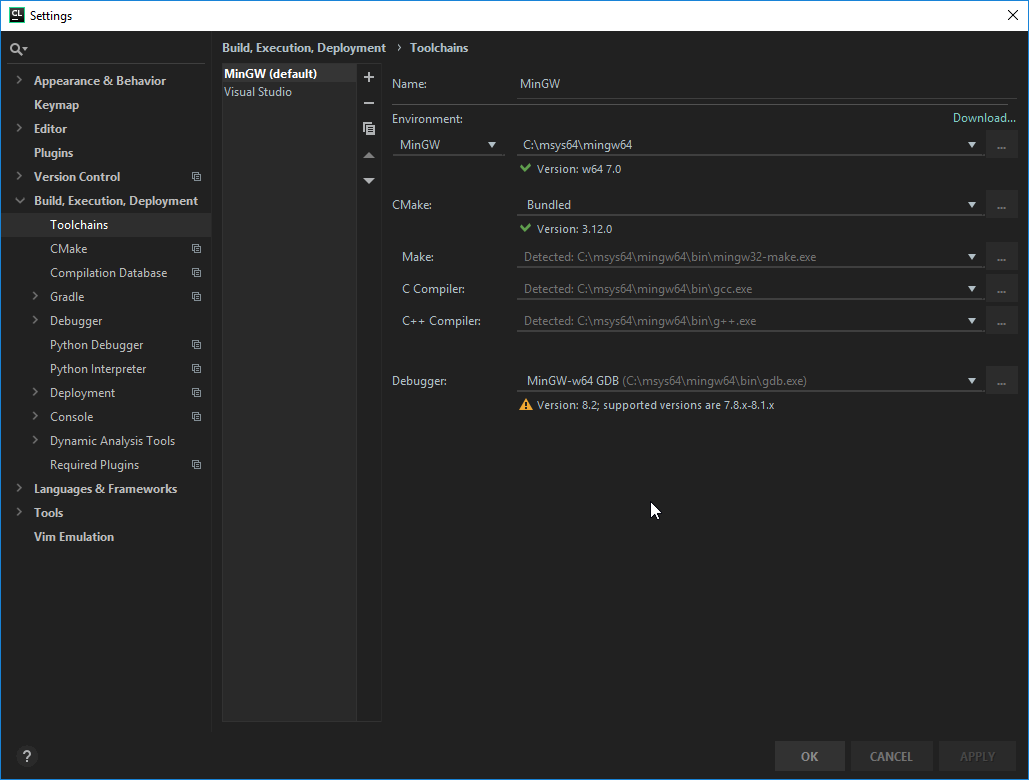 CL Settings
Build, Execution, Deployment › Toolchains
Appearance & Behavior
Keymap
Editor
Plugins
Version Control
Build, Execution, Deployment
Toolchains
CMake
Compilation Database
Gradle
Debugger
Python Debugger
Python Interpreter
Deployment
Console
Dynamic Analysis Tools
Required Plugins
Languages & Frameworks
Tools
Vim Emulation
MinGW (default)
Visual Studio
Name: MinGW
Environment: Download...
MinGW C:\msys64\mingw64 ...
Version: w64 7.0
CMake: Bundled ...
Version: 3.12.0
Make: Detected: C:\msys64\mingw64\bin\mingw32-make.exe ...
C Compiler: Detected: C:\msys64\mingw64\bin\gcc.exe ...
C++ Compiler: Detected: C:\msys64\mingw64\bin\g++.exe ...
Debugger: MinGW-w64 GDB (C:\msys64\mingw64\bin\gdb.exe) ...
Version: 8.2; supported versions are 7.8.x-8.1.x
? OK CANCEL APPLY